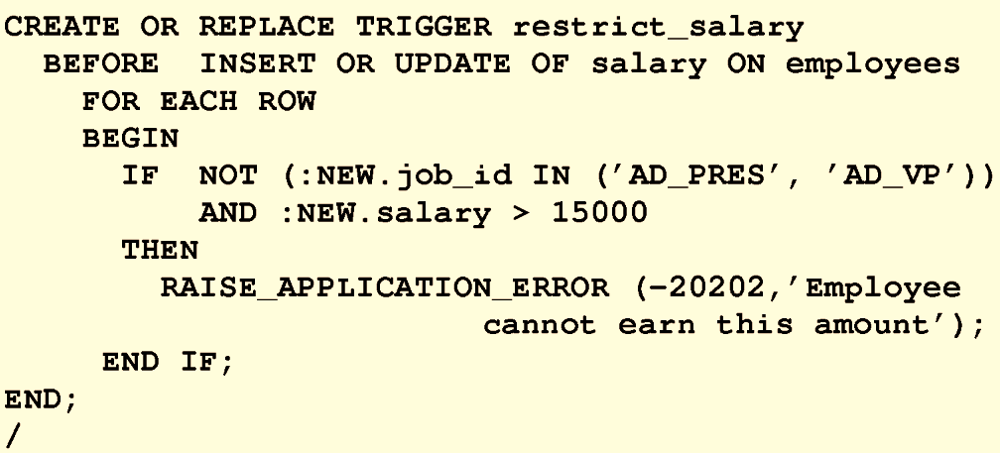 CREATE OR REPLACE TRIGGER restrict_salary
BEFORE INSERT OR UPDATE OF salary ON employees
FOR EACH ROW
BEGIN
IF NOT (:NEW.job_id IN ('AD_PRES', 'AD_VP'))
AND :NEW.salary > 15000
THEN
RAISE_APPLICATION_ERROR (-20202,'Employee
cannot earn this amount');
END IF;
END;
/